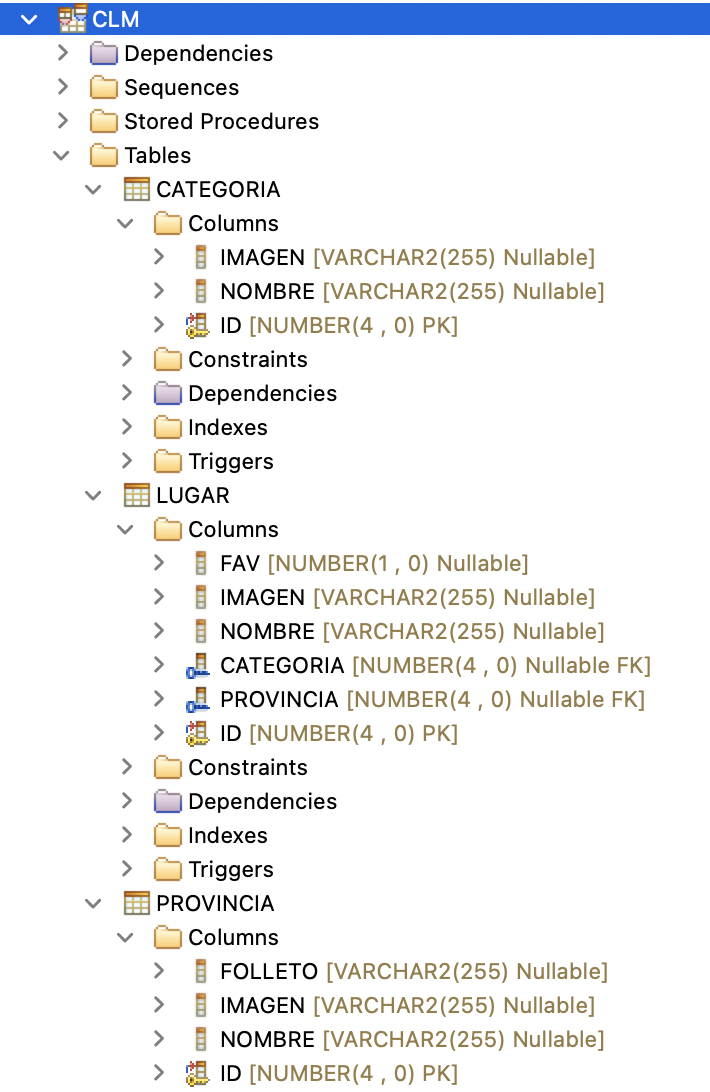 CLM
Dependencies
Sequences
Stored Procedures
Tables
CATEGORIA
Columns
IMAGEN [VARCHAR2(255) Nullable]
NOMBRE [VARCHAR2(255) Nullable]
ID [NUMBER(4 , 0) PK]
Constraints
Dependencies
Indexes
Triggers
LUGAR
Columns
FAV [NUMBER(1 , 0) Nullable]
IMAGEN [VARCHAR2(255) Nullable]
NOMBRE [VARCHAR2(255) Nullable]
CATEGORIA [NUMBER(4 , 0) Nullable FK]
PROVINCIA [NUMBER(4 , 0) Nullable FK]
ID [NUMBER(4 , 0) PK]
Constraints
Dependencies
Indexes
Triggers
PROVINCIA
Columns
FOLLETO [VARCHAR2(255) Nullable]
IMAGEN [VARCHAR2(255) Nullable]
NOMBRE [VARCHAR2(255) Nullable]
ID [NUMBER(4 , 0) PK]